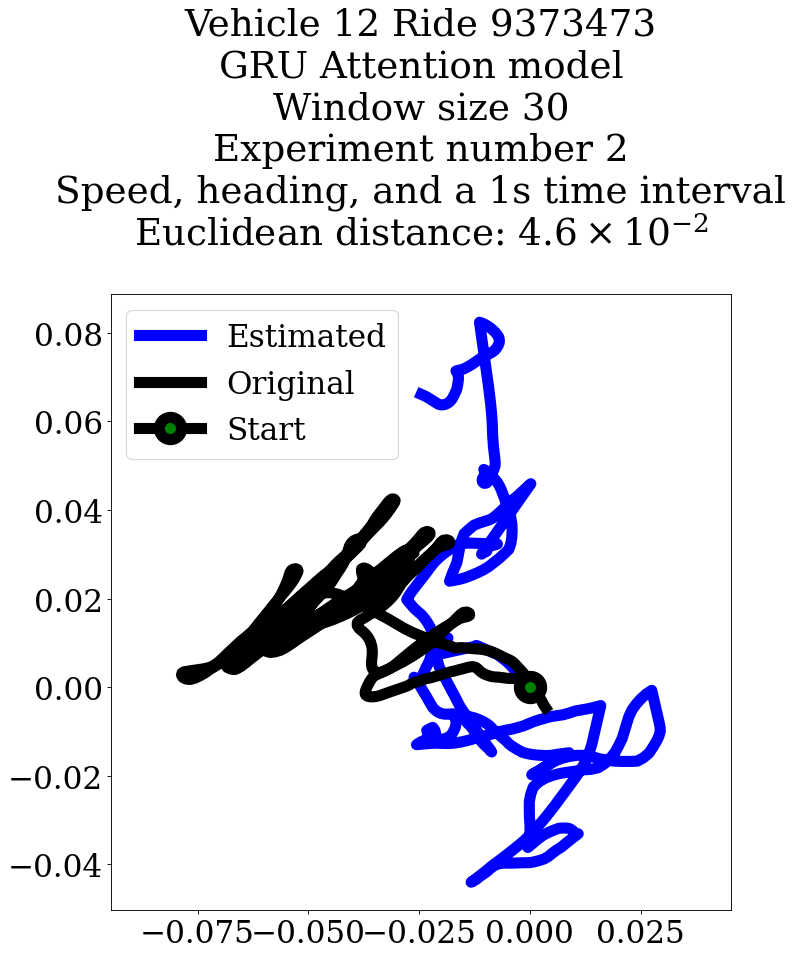 Vehicle 12 Ride 9373473
GRU Attention model
Window size 30
Experiment number 2
Speed, heading, and a 1s time interval
Euclidean distance: 4.6 × 10⁻²
Estimated
Original
Start
0.08
0.06
0.04
0.02
0.00
−0.02
−0.04
−0.075 −0.050 −0.025 0.000 0.025